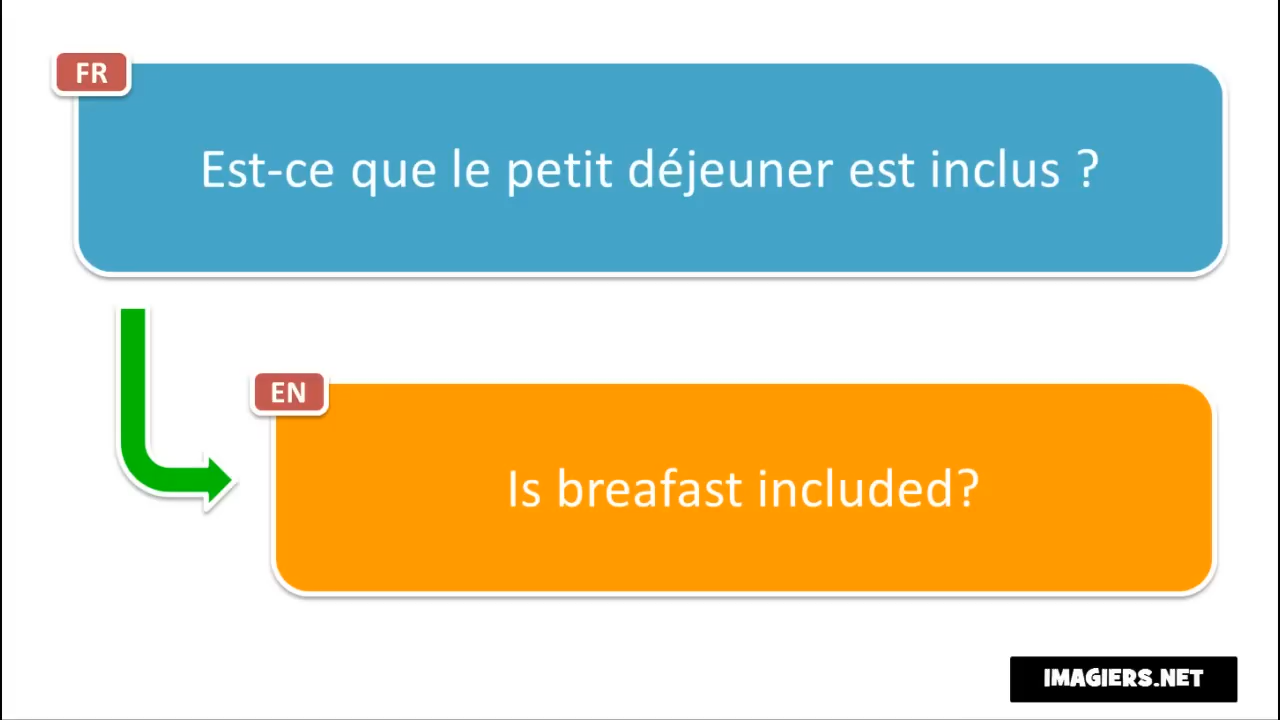 FR
Est-ce que le petit déjeuner est inclus ?
EN
Is breafast included?
IMAGIERS.NET